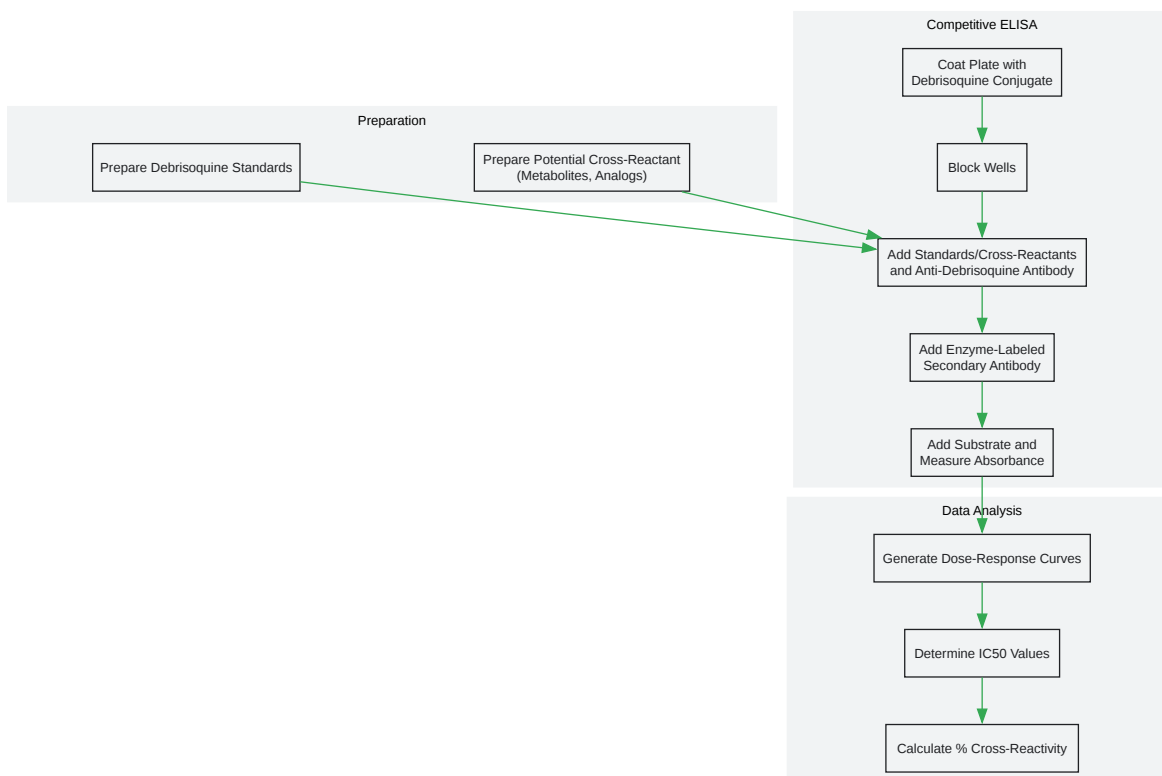 Competitive ELISA
Coat Plate with
Debrisoquine Conjugate
Preparation
Prepare Debrisoquine Standards
Prepare Potential Cross-Reactant
(Metabolites, Analogs)
Block Wells
Add Standards/Cross-Reactants
and Anti-Debrisoquine Antibody
Add Enzyme-Labeled
Secondary Antibody
Add Substrate and
Measure Absorbance
Data Analysis
Generate Dose-Response Curves
Determine IC50 Values
Calculate % Cross-Reactivity